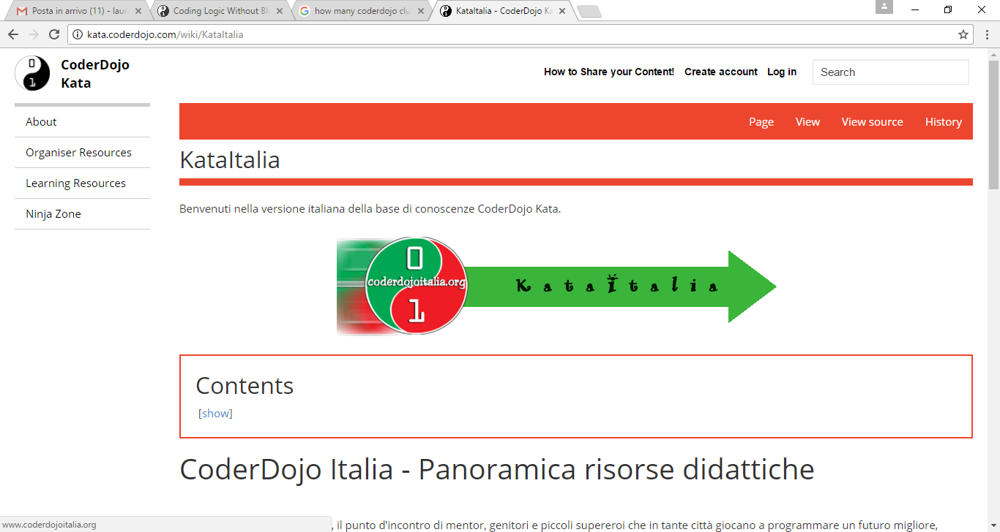 Posta in arrivo (11) - laur
Coding Logic Without Bl
how many coderdojo clu
KataItalia - CoderDojo Ka
kata.coderdojo.com/wiki/KataItalia
CoderDojo
Kata
How to Share your Content!
Create account
Log in
Search
About
Organiser Resources
Learning Resources
Ninja Zone
Page
View
View source
History
KataItalia
Benvenuti nella versione italiana della base di conoscenze CoderDojo Kata.
0
coderdojoitalia.org
1
KataItalia
Contents
[show]
CoderDojo Italia - Panoramica risorse didattiche
, il punto d’incontro di mentor, genitori e piccoli supereroi che in tante città giocano a programmare un futuro migliore,
www.coderdojoitalia.org